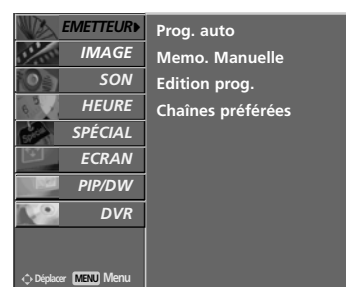 EMETTEUR
IMAGE
SON
HEURE
SPÉCIAL
ECRAN
PIP/DW
DVR
Déplacer MENU Menu
Prog. auto
Memo. Manuelle
Edition prog.
Chaînes préférées